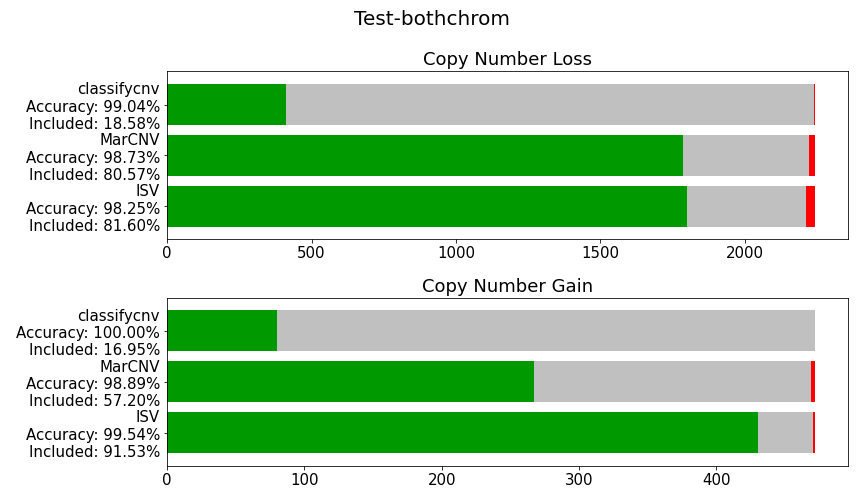 Test-bothchrom
Copy Number Loss
classifycnv
Accuracy: 99.04%
Included: 18.58%
MarCNV
Accuracy: 98.73%
Included: 80.57%
ISV
Accuracy: 98.25%
Included: 81.60%
0 500 1000 1500 2000
Copy Number Gain
classifycnv
Accuracy: 100.00%
Included: 16.95%
MarCNV
Accuracy: 98.89%
Included: 57.20%
ISV
Accuracy: 99.54%
Included: 91.53%
0 100 200 300 400